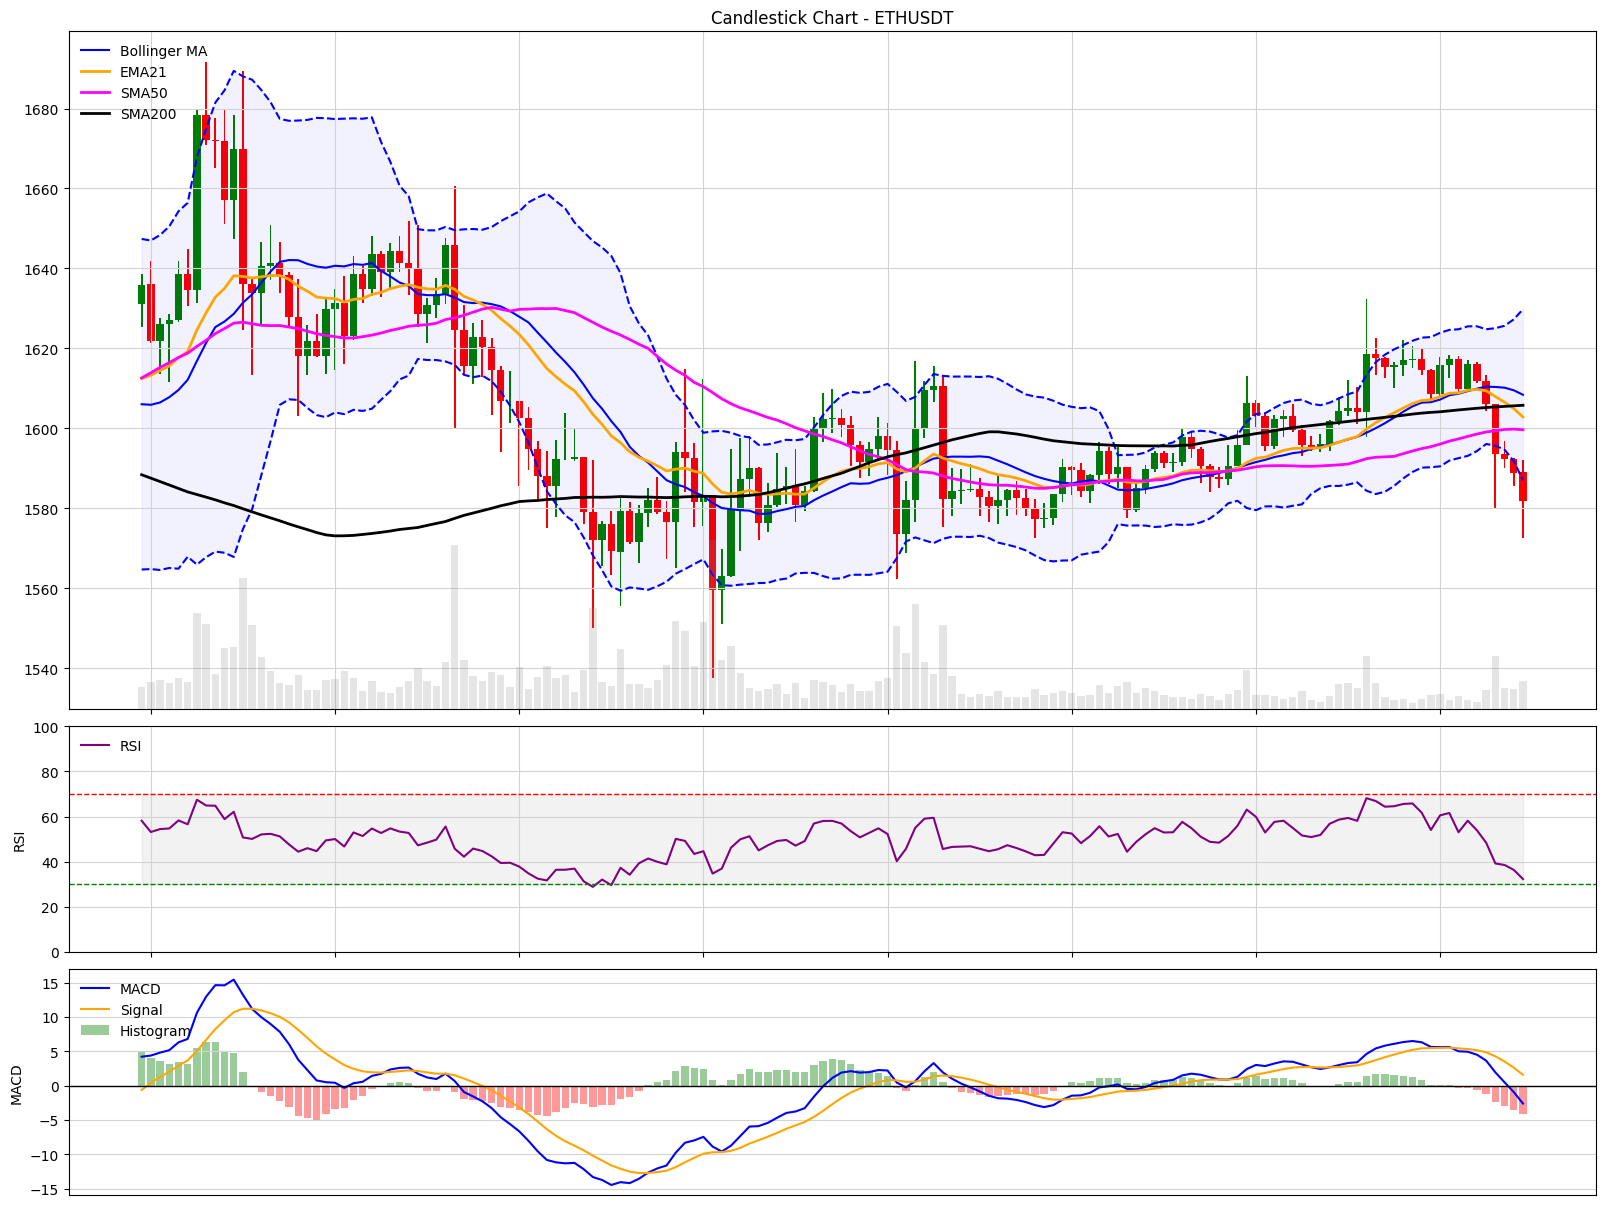 Candlestick Chart - ETHUSDT
Bollinger MA
EMA21
SMA50
SMA200
1680
1660
1640
1620
1600
1580
1560
1540
RSI
100
80
60
40
20
0
RSI
MACD
Signal
Histogram
15
10
5
0
−5
−10
−15
MACD